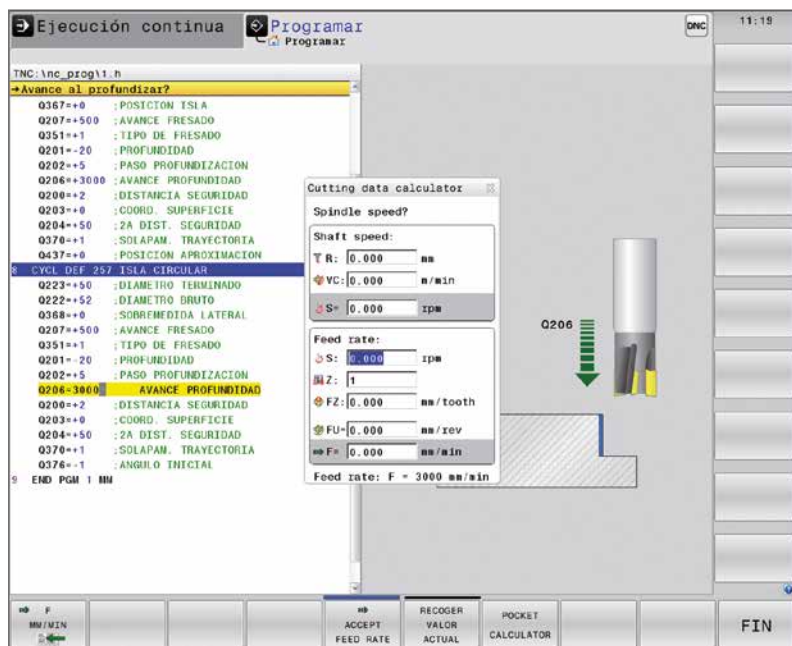 Ejecución continua
Programar
Programar
DNC
11:19
TNC:\nc_prog\1.h
→Avance al profundizar?
Q367=+0 ;POSICION ISLA
Q207=+500 ;AVANCE FRESADO
Q351=+1 ;TIPO DE FRESADO
Q201=-20 ;PROFUNDIDAD
Q202=+5 ;PASO PROFUNDIZACION
Q206=+3000 ;AVANCE PROFUNDIDAD
Q200=+2 ;DISTANCIA SEGURIDAD
Q203=+0 ;COORD. SUPERFICIE
Q204=+50 ;2A DIST. SEGURIDAD
Q370=+1 ;SOLAPAM. TRAYECTORIA
Q437=+0 ;POSICION APROXIMACION
8 CYCL DEF 257 ISLA CIRCULAR
Q223=+50 ;DIAMETRO TERMINADO
Q222=+52 ;DIAMETRO BRUTO
Q368=+0 ;SOBREMEDIDA LATERAL
Q207=+500 ;AVANCE FRESADO
Q351=+1 ;TIPO DE FRESADO
Q201=-20 ;PROFUNDIDAD
Q202=+5 ;PASO PROFUNDIZACION
Q206=3000 AVANCE PROFUNDIDAD
Q200=+2 ;DISTANCIA SEGURIDAD
Q203=+0 ;COORD. SUPERFICIE
Q204=+50 ;2A DIST. SEGURIDAD
Q370=+1 ;SOLAPAM. TRAYECTORIA
Q376=-1 ;ANGULO INICIAL
9 END PGM 1 MM
Cutting data calculator
Spindle speed?
Shaft speed:
R: 0.000 mm
VC: 0.000 m/min
S= 0.000 rpm
Feed rate:
S: 0.000 rpm
Z: 1
FZ: 0.000 mm/tooth
FU= 0.000 mm/rev
F= 0.000 mm/min
Feed rate: F = 3000 mm/min
Q206
F
MM/MIN
ACCEPT
FEED RATE
RECOGER
VALOR
ACTUAL
POCKET
CALCULATOR
FIN